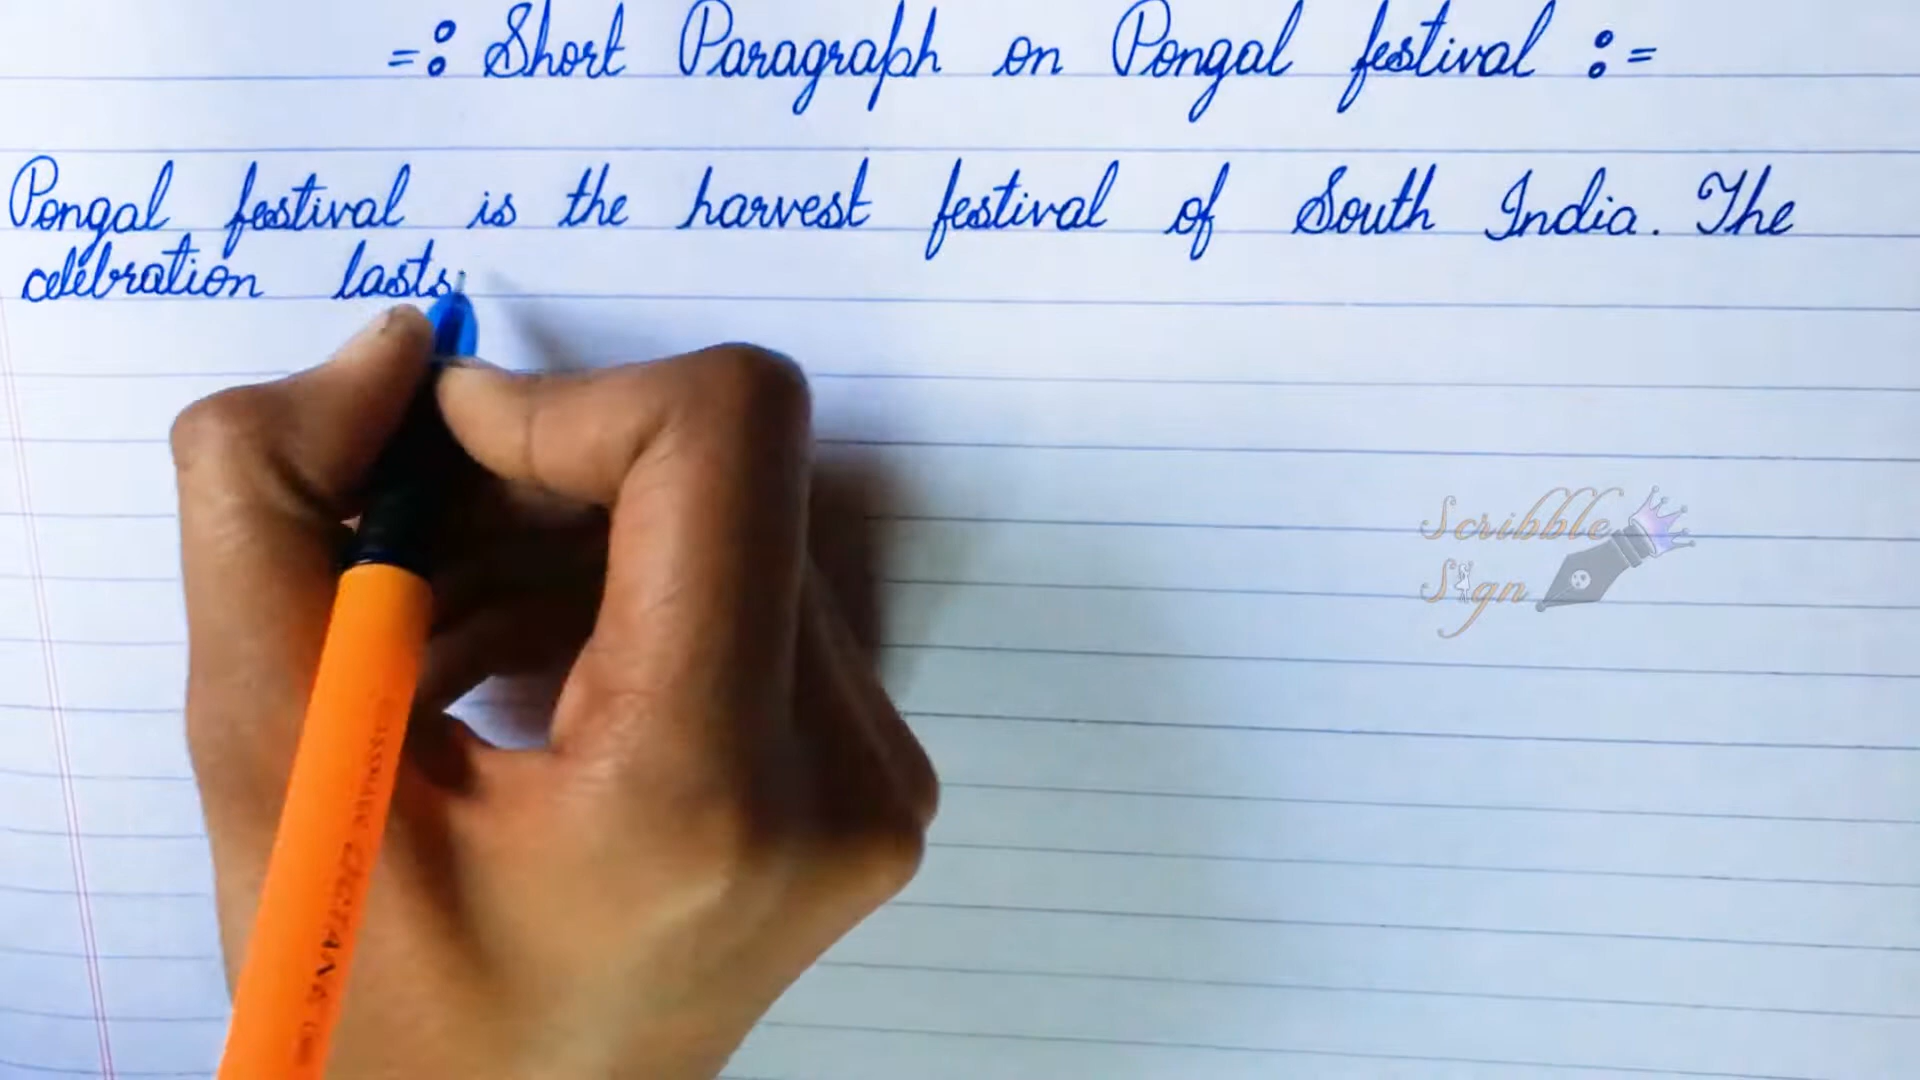 =: Short Paragraph on Pongal festival :=
Pongal festival is the harvest festival of South India. The
celebration lasts
Scribble
Sign